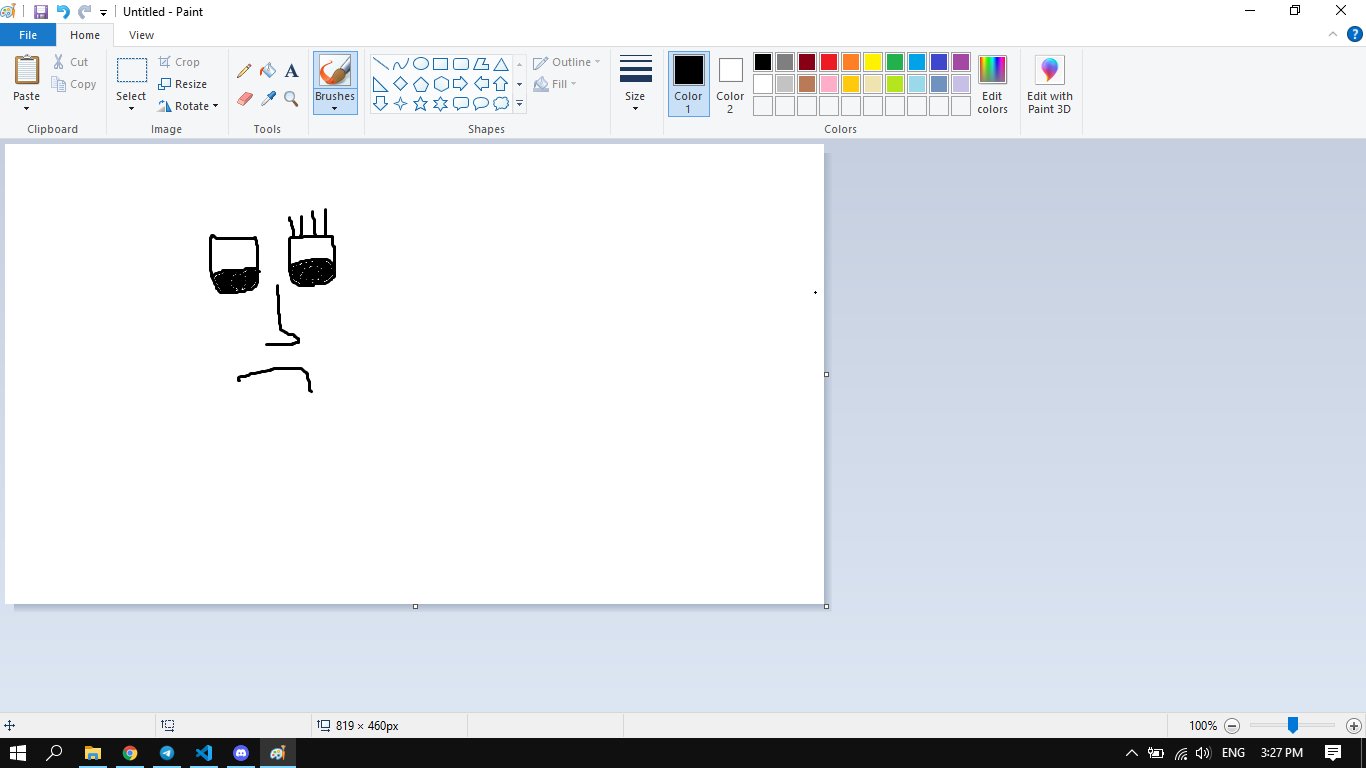 Untitled - Paint
File Home View
Paste Cut Copy
Select Crop Resize Rotate
A
Brushes
Outline Fill
Size
Color 1
Color 2
Edit colors
Edit with Paint 3D
Clipboard Image Tools Shapes Colors
819 × 460px 100%
ENG 3:27 PM